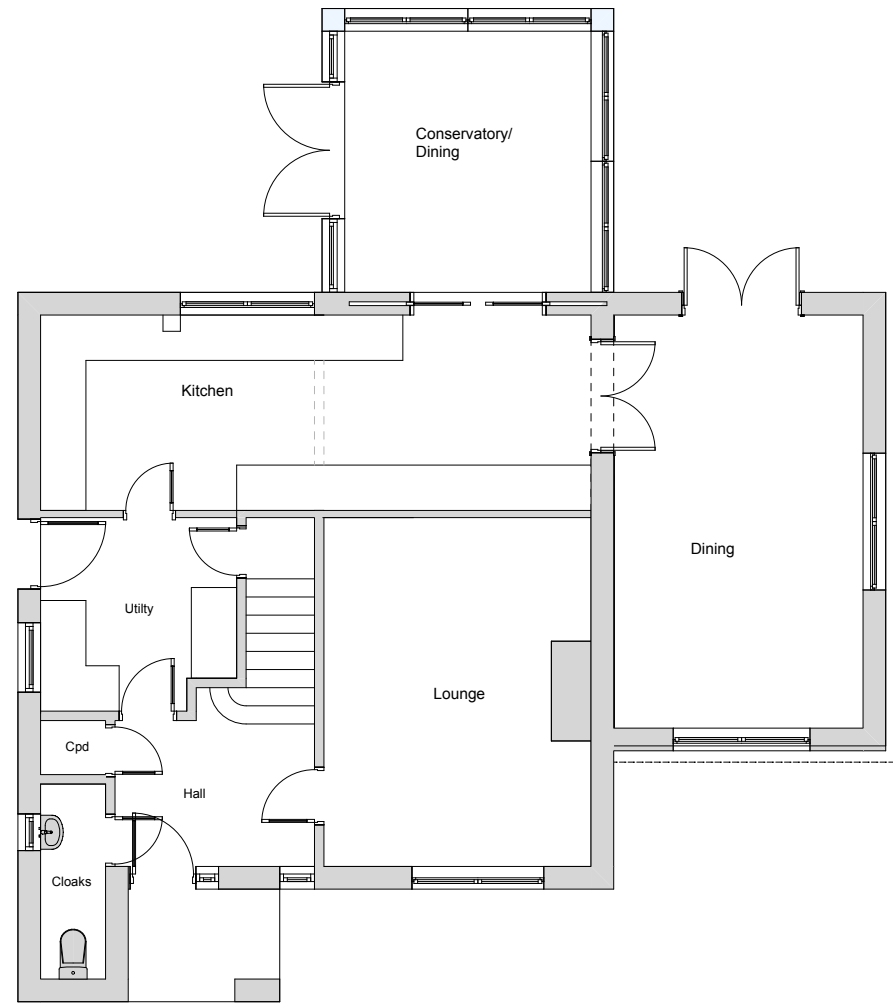 Conservatory/
Dining
Kitchen
Dining
Utilty
Lounge
Cpd
Hall
Cloaks